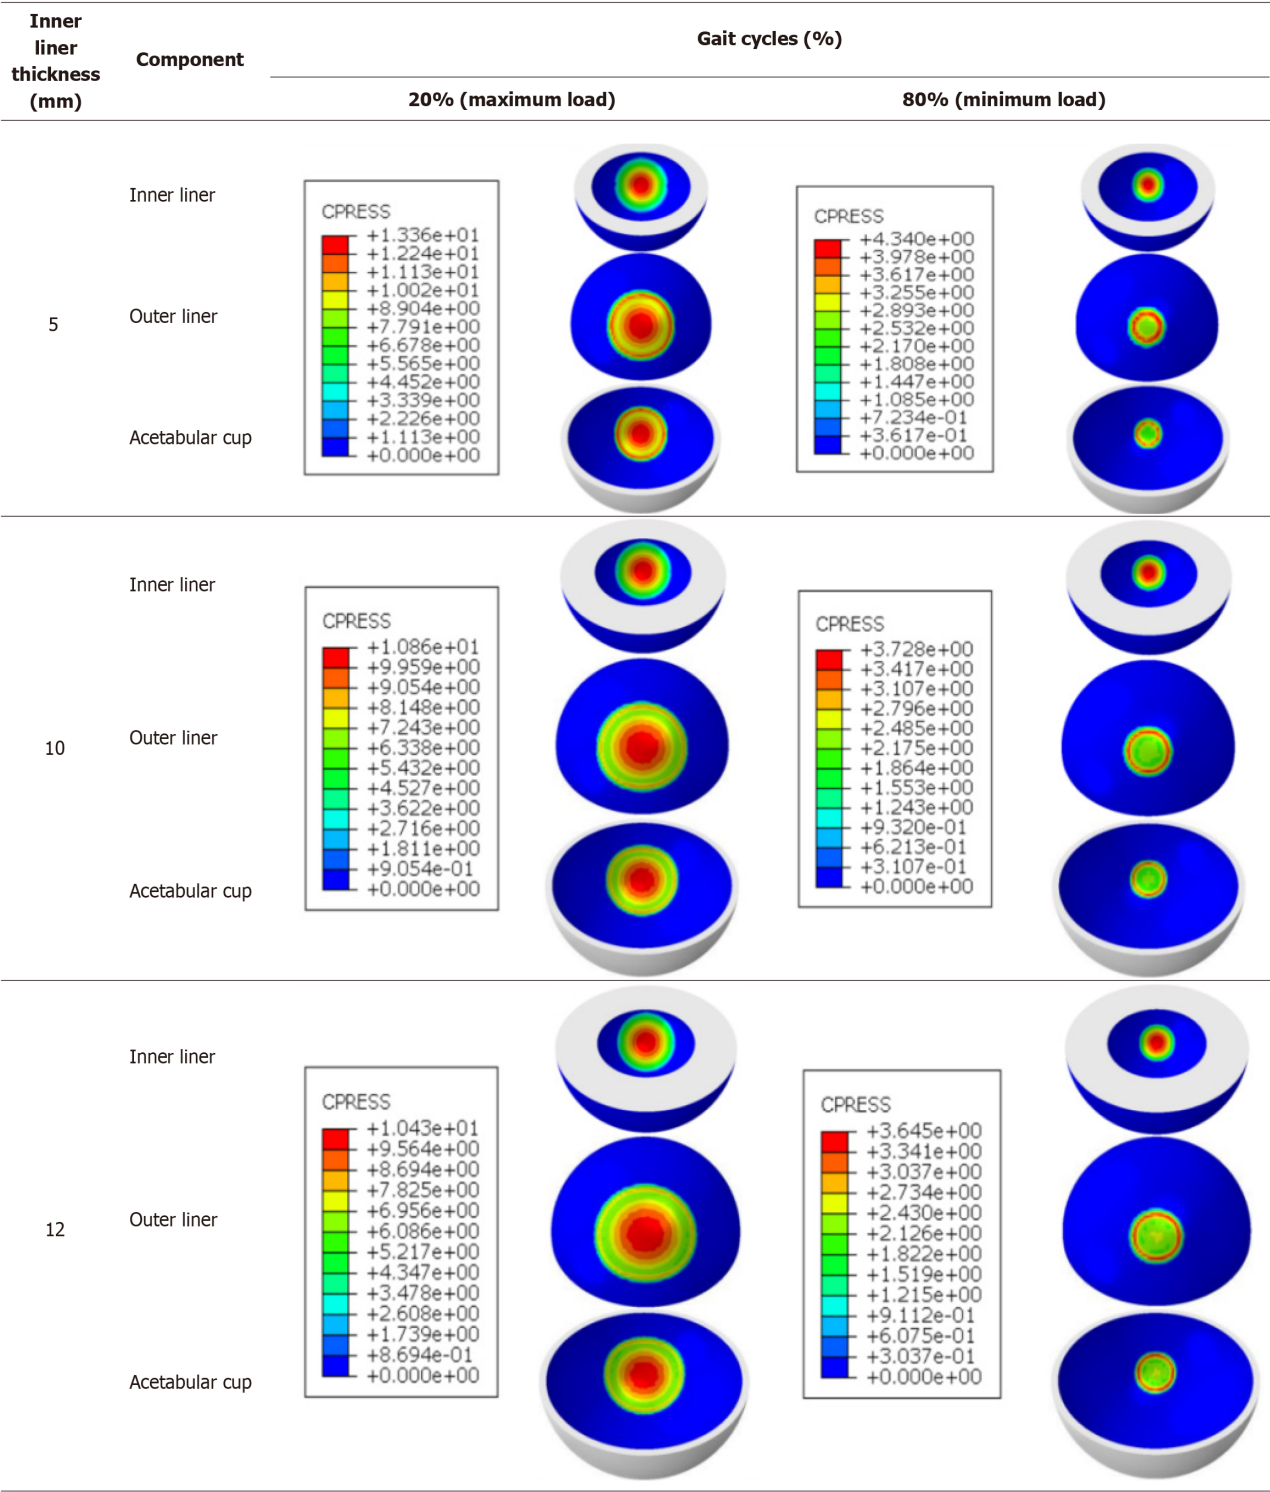 Inner
liner
thickness
(mm)
Component
Gait cycles (%)
20% (maximum load)
80% (minimum load)
5
Inner liner
Outer liner
Acetabular cup
CPRESS
+1.336e+01
+1.224e+01
+1.113e+01
+1.002e+01
+8.904e+00
+7.791e+00
+6.678e+00
+5.565e+00
+4.452e+00
+3.339e+00
+2.226e+00
+1.113e+00
+0.000e+00
CPRESS
+4.340e+00
+3.978e+00
+3.617e+00
+3.255e+00
+2.893e+00
+2.532e+00
+2.170e+00
+1.808e+00
+1.447e+00
+1.085e+00
+7.234e-01
+3.617e-01
+0.000e+00
10
Inner liner
Outer liner
Acetabular cup
CPRESS
+1.086e+01
+9.959e+00
+9.054e+00
+8.148e+00
+7.243e+00
+6.338e+00
+5.432e+00
+4.527e+00
+3.622e+00
+2.716e+00
+1.811e+00
+9.054e-01
+0.000e+00
CPRESS
+3.728e+00
+3.417e+00
+3.107e+00
+2.796e+00
+2.485e+00
+2.175e+00
+1.864e+00
+1.553e+00
+1.243e+00
+9.320e-01
+6.213e-01
+3.107e-01
+0.000e+00
12
Inner liner
Outer liner
Acetabular cup
CPRESS
+1.043e+01
+9.564e+00
+8.694e+00
+7.825e+00
+6.956e+00
+6.086e+00
+5.217e+00
+4.347e+00
+3.478e+00
+2.608e+00
+1.739e+00
+8.694e-01
+0.000e+00
CPRESS
+3.645e+00
+3.341e+00
+3.037e+00
+2.734e+00
+2.430e+00
+2.126e+00
+1.822e+00
+1.519e+00
+1.215e+00
+9.112e-01
+6.075e-01
+3.037e-01
+0.000e+00